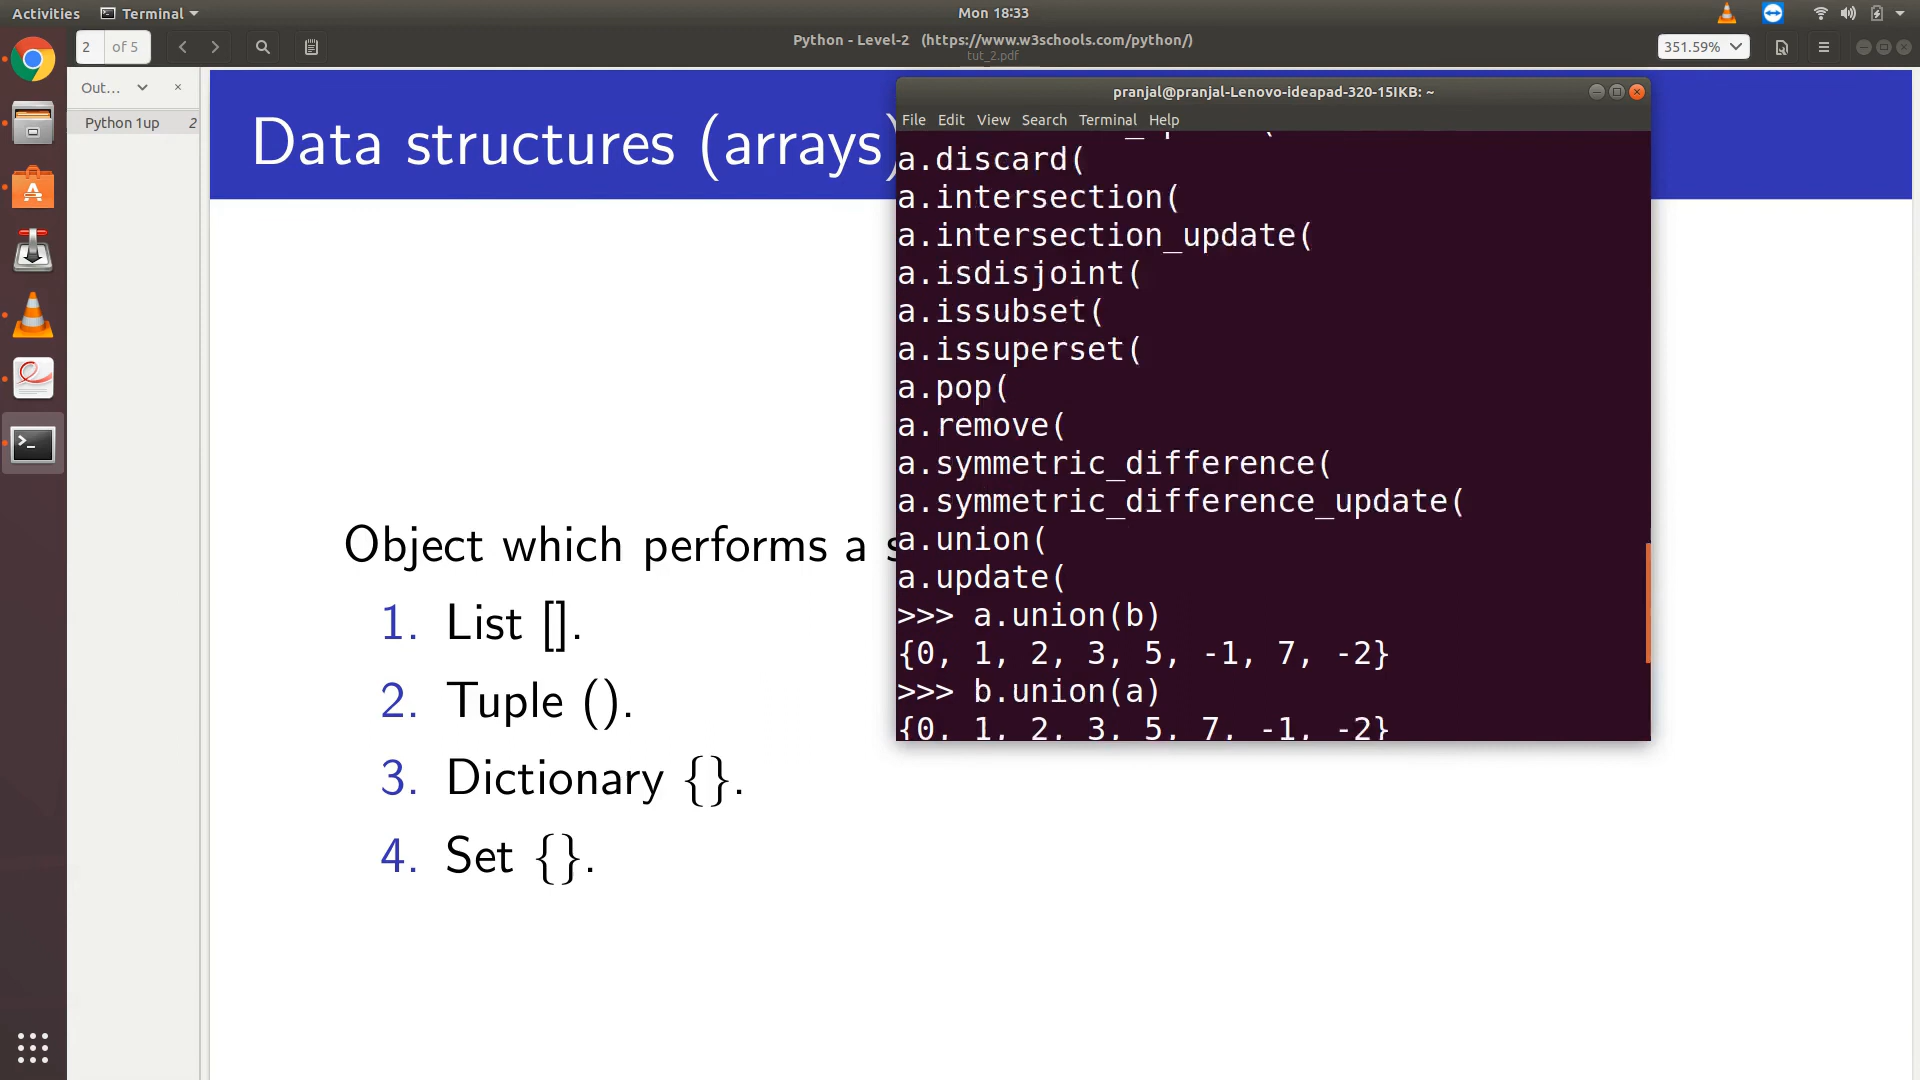 Activities
Terminal
Mon 18:33
2 of 5
Python - Level-2 (https://www.w3schools.com/python/)
tut_2.pdf
351.59%
Out...
Python 1up 2
Data structures (arrays)
Object which performs a
1. List [].
2. Tuple ().
3. Dictionary {}.
4. Set {}.
pranjal@pranjal-Lenovo-ideapad-320-15IKB: ~
File Edit View Search Terminal Help
a.discard(
a.intersection(
a.intersection_update(
a.isdisjoint(
a.issubset(
a.issuperset(
a.pop(
a.remove(
a.symmetric_difference(
a.symmetric_difference_update(
a.union(
a.update(
>>> a.union(b)
{0, 1, 2, 3, 5, -1, 7, -2}
>>> b.union(a)
{0, 1, 2, 3, 5, 7, -1, -2}